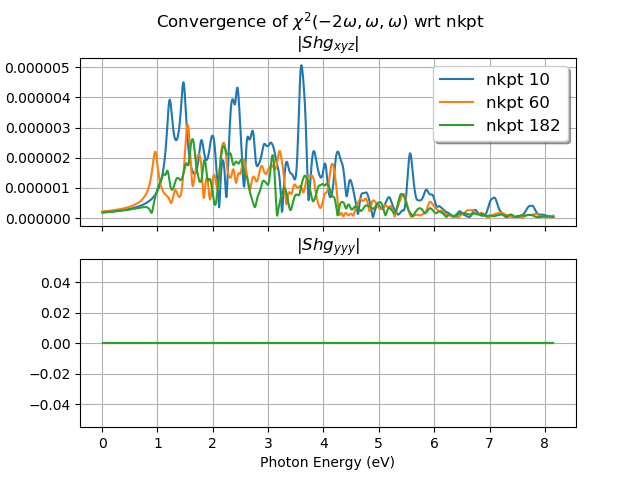 Convergence of χ²(−2ω, ω, ω) wrt nkpt
|Shg_xyz|
0.000005
0.000004
0.000003
0.000002
0.000001
0.000000
nkpt 10
nkpt 60
nkpt 182
|Shg_yyy|
0.04
0.02
0.00
−0.02
−0.04
0 1 2 3 4 5 6 7 8
Photon Energy (eV)